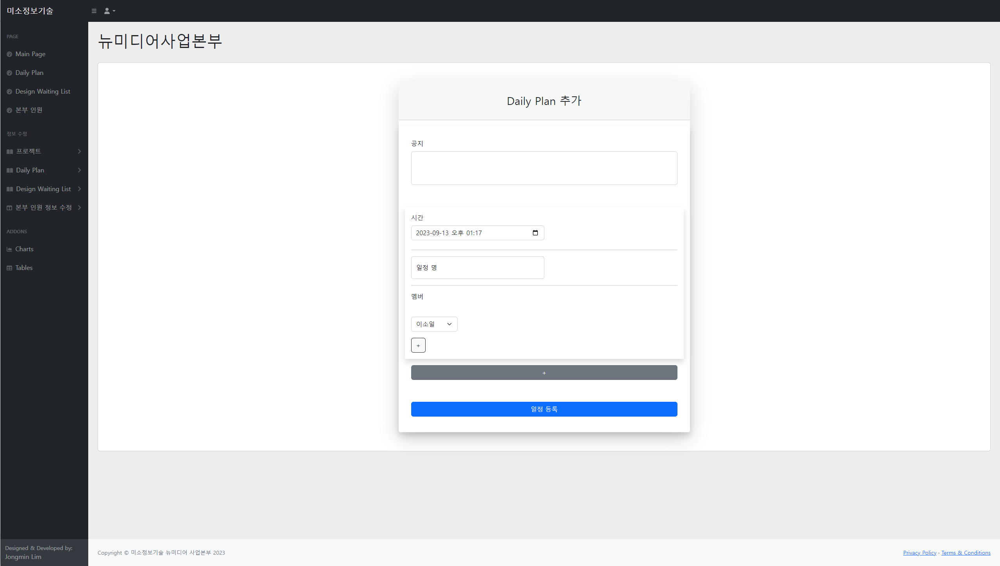 미소정보기술
PAGE
Main Page
Daily Plan
Design Waiting List
본부 인원
정보 수정
프로젝트
Daily Plan
Design Waiting List
본부 인원 정보 수정
ADDONS
Charts
Tables
Designed & Developed by:
Jongmin Lim
뉴미디어사업본부
Daily Plan 추가
공지
시간
2023-09-13 오후 01:17
일정 명
멤버
이소일
+
+
일정 등록
Copyright © 미소정보기술 뉴미디어 사업본부 2023
Privacy Policy · Terms & Conditions